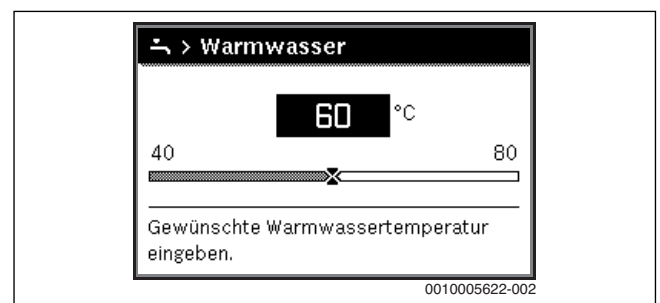 > Warmwasser
60 °C
40 80
Gewünschte Warmwassertemperatur
eingeben.
0010005622-002